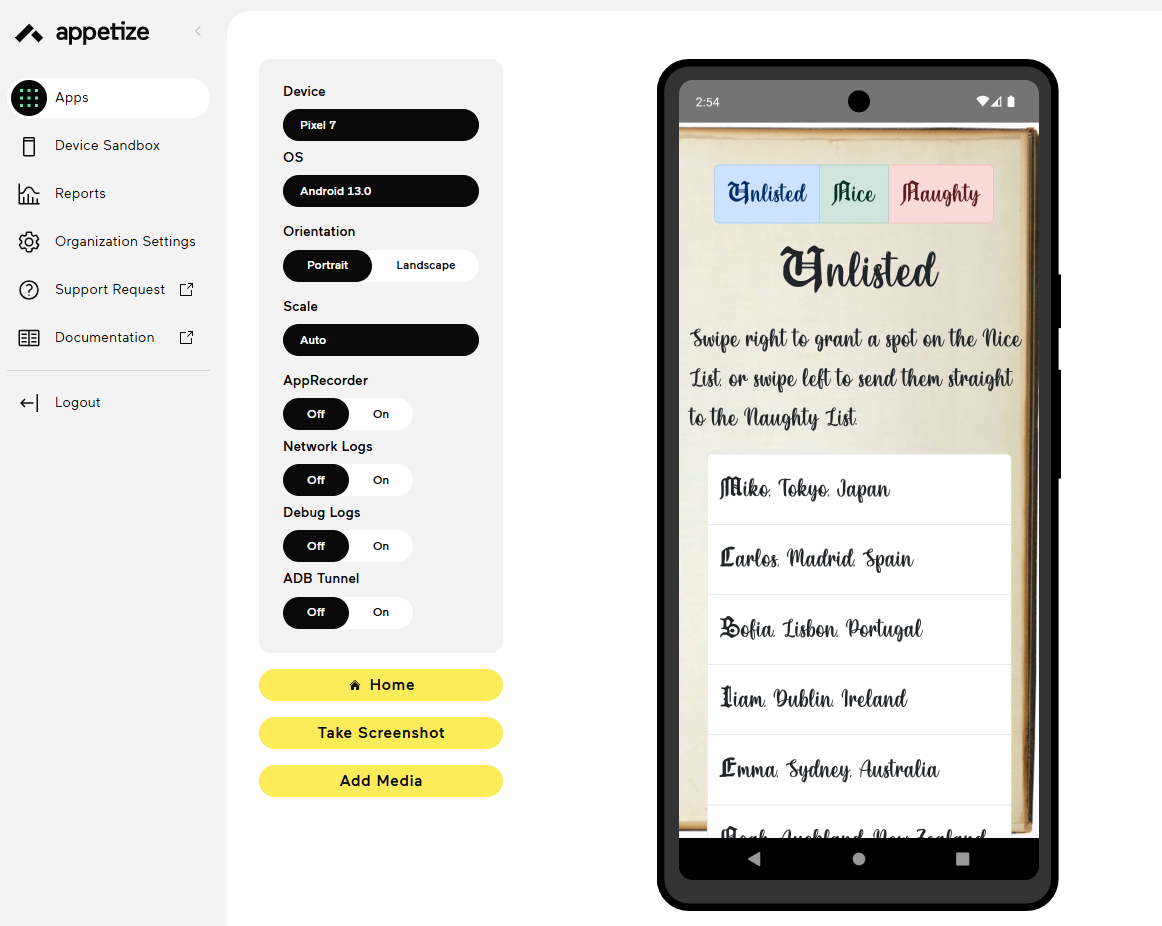 appetize
Apps
Device Sandbox
Reports
Organization Settings
Support Request
Documentation
Logout
Device
Pixel 7
OS
Android 13.0
Orientation
Portrait Landscape
Scale
Auto
AppRecorder
Off On
Network Logs
Off On
Debug Logs
Off On
ADB Tunnel
Off On
Home
Take Screenshot
Add Media
2:54
Unlisted Nice Naughty
Unlisted
Swipe right to grant a spot on the Nice
List, or swipe left to send them straight
to the Naughty List.
Miko, Tokyo, Japan
Carlos, Madrid, Spain
Sofia, Lisbon, Portugal
Liam, Dublin, Ireland
Emma, Sydney, Australia
Noah, Auckland, New Zealand